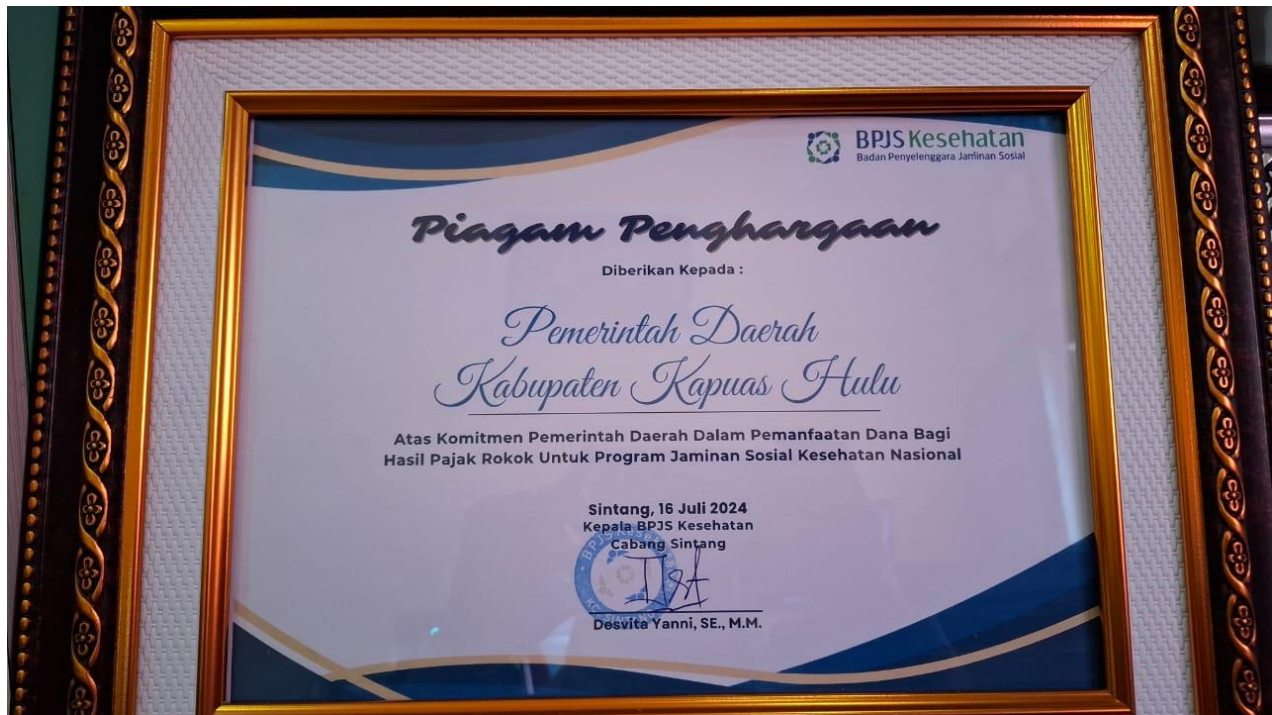 BPJS Kesehatan
Badan Penyelenggara Jaminan Sosial
Piagam Penghargaan
Diberikan Kepada :
Pemerintah Daerah
Kabupaten Kapuas Hulu
Atas Komitmen Pemerintah Daerah Dalam Pemanfaatan Dana Bagi
Hasil Pajak Rokok Untuk Program Jaminan Sosial Kesehatan Nasional
Sintang, 16 Juli 2024
Kepala BPJS Kesehatan
Cabang Sintang
Desvita Yanni, SE., M.M.